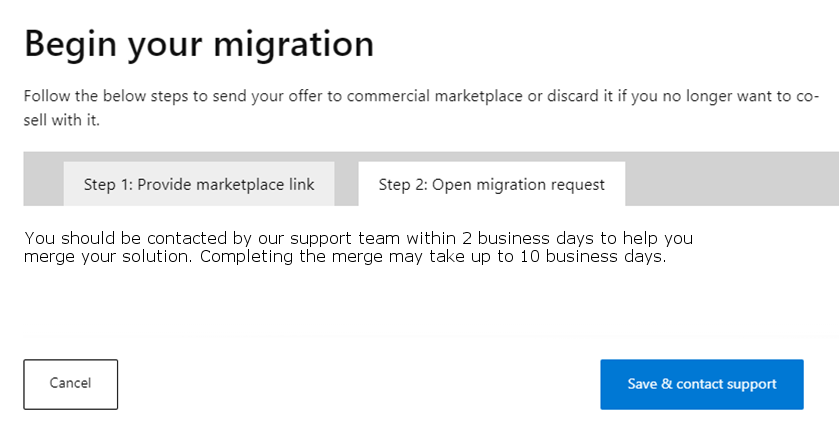 Begin your migration
Follow the below steps to send your offer to commercial marketplace or discard it if you no longer want to co-
sell with it.
Step 1: Provide marketplace link
Step 2: Open migration request
You should be contacted by our support team within 2 business days to help you
merge your solution. Completing the merge may take up to 10 business days.
Cancel
Save & contact support